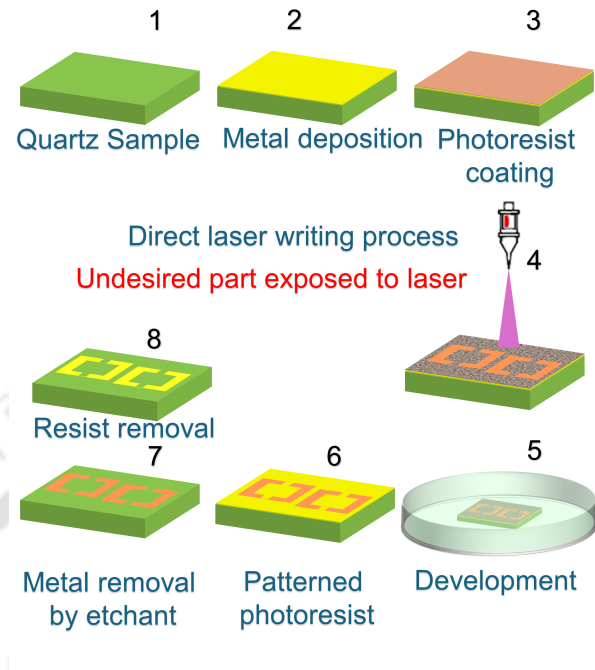 1
2
3
Quartz Sample
Metal deposition
Photoresist
coating
Direct laser writing process
4
Undesired part exposed to laser
8
Resist removal
7
6
5
Metal removal
by etchant
Patterned
photoresist
Development